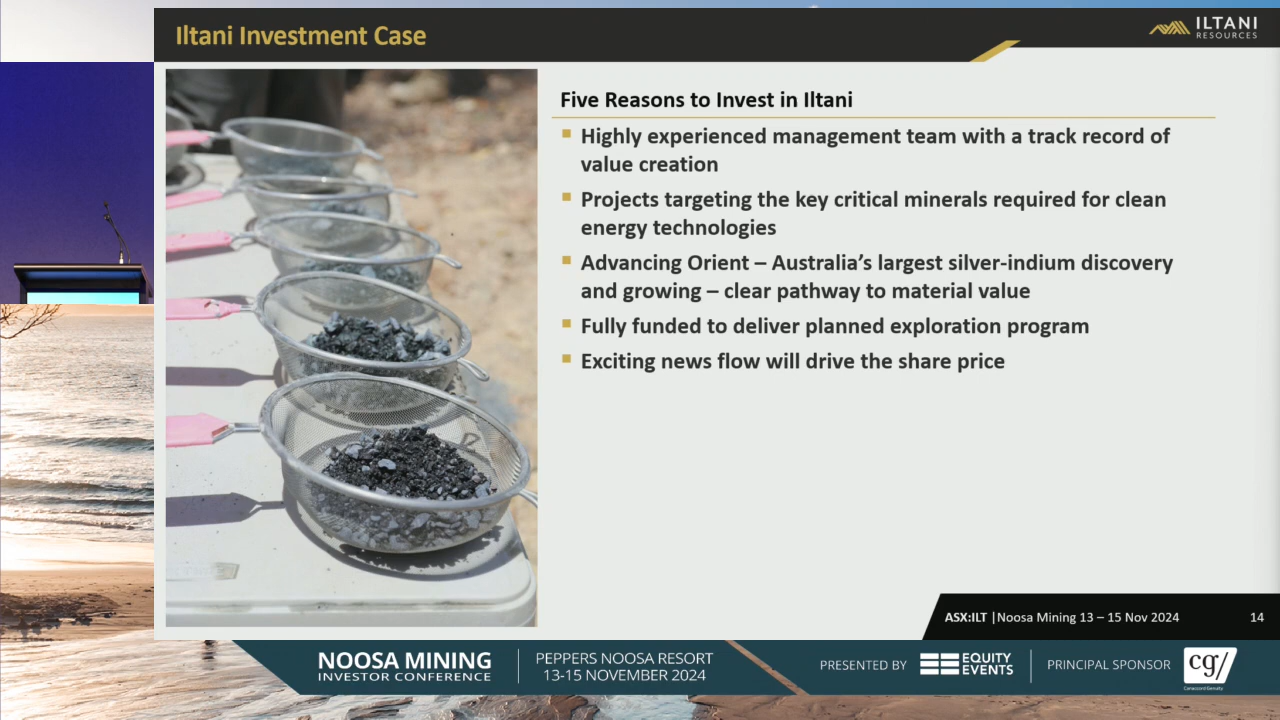 Iltani Investment Case
ILTANI
RESOURCES
Five Reasons to Invest in Iltani
Highly experienced management team with a track record of
value creation
Projects targeting the key critical minerals required for clean
energy technologies
Advancing Orient – Australia’s largest silver-indium discovery
and growing – clear pathway to material value
Fully funded to deliver planned exploration program
Exciting news flow will drive the share price
ASX:ILT |Noosa Mining 13 – 15 Nov 2024 14
NOOSA MINING
INVESTOR CONFERENCE
PEPPERS NOOSA RESORT
13-15 NOVEMBER 2024
PRESENTED BY
EQUITY
EVENTS
PRINCIPAL SPONSOR
cg/
Canaccord Genuity